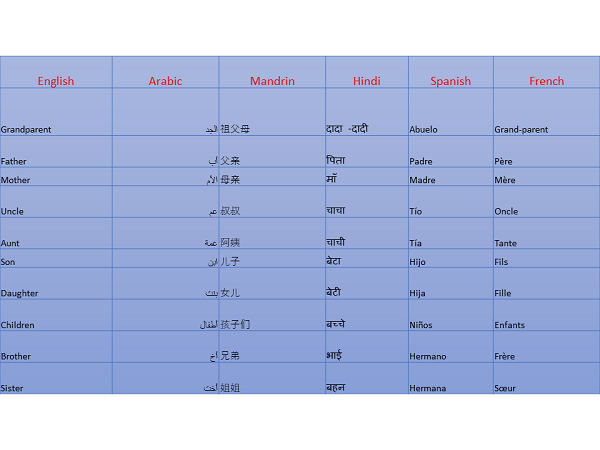 English Arabic Mandrin Hindi Spanish French
Grandparent الجد 祖父母 दादा -दादी Abuelo Grand-parent
Father أب 父亲 पिता Padre Père
Mother الأم 母亲 माँ Madre Mère
Uncle عم 叔叔 चाचा Tío Oncle
Aunt عمة 阿姨 चाची Tía Tante
Son ابن 儿子 बेटा Hijo Fils
Daughter بنت 女儿 बेटी Hija Fille
Children أطفال 孩子们 बच्चे Niños Enfants
Brother أخ 兄弟 भाई Hermano Frère
Sister أخت 姐姐 बहन Hermana Sœur